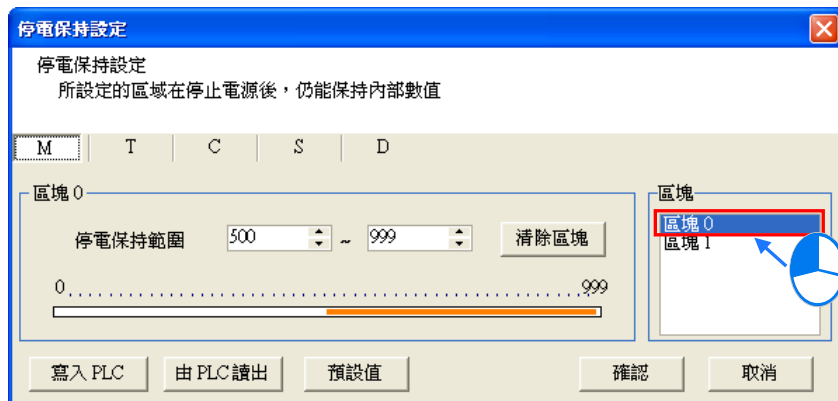 停電保持設定
停電保持設定
所設定的區域在停止電源後，仍能保持內部數值
M T C S D
區塊 0
停電保持範圍 500 ~ 999 清除區塊
0 999
區塊
區塊 0
區塊 1
寫入 PLC 由 PLC 讀出 預設值 確認 取消